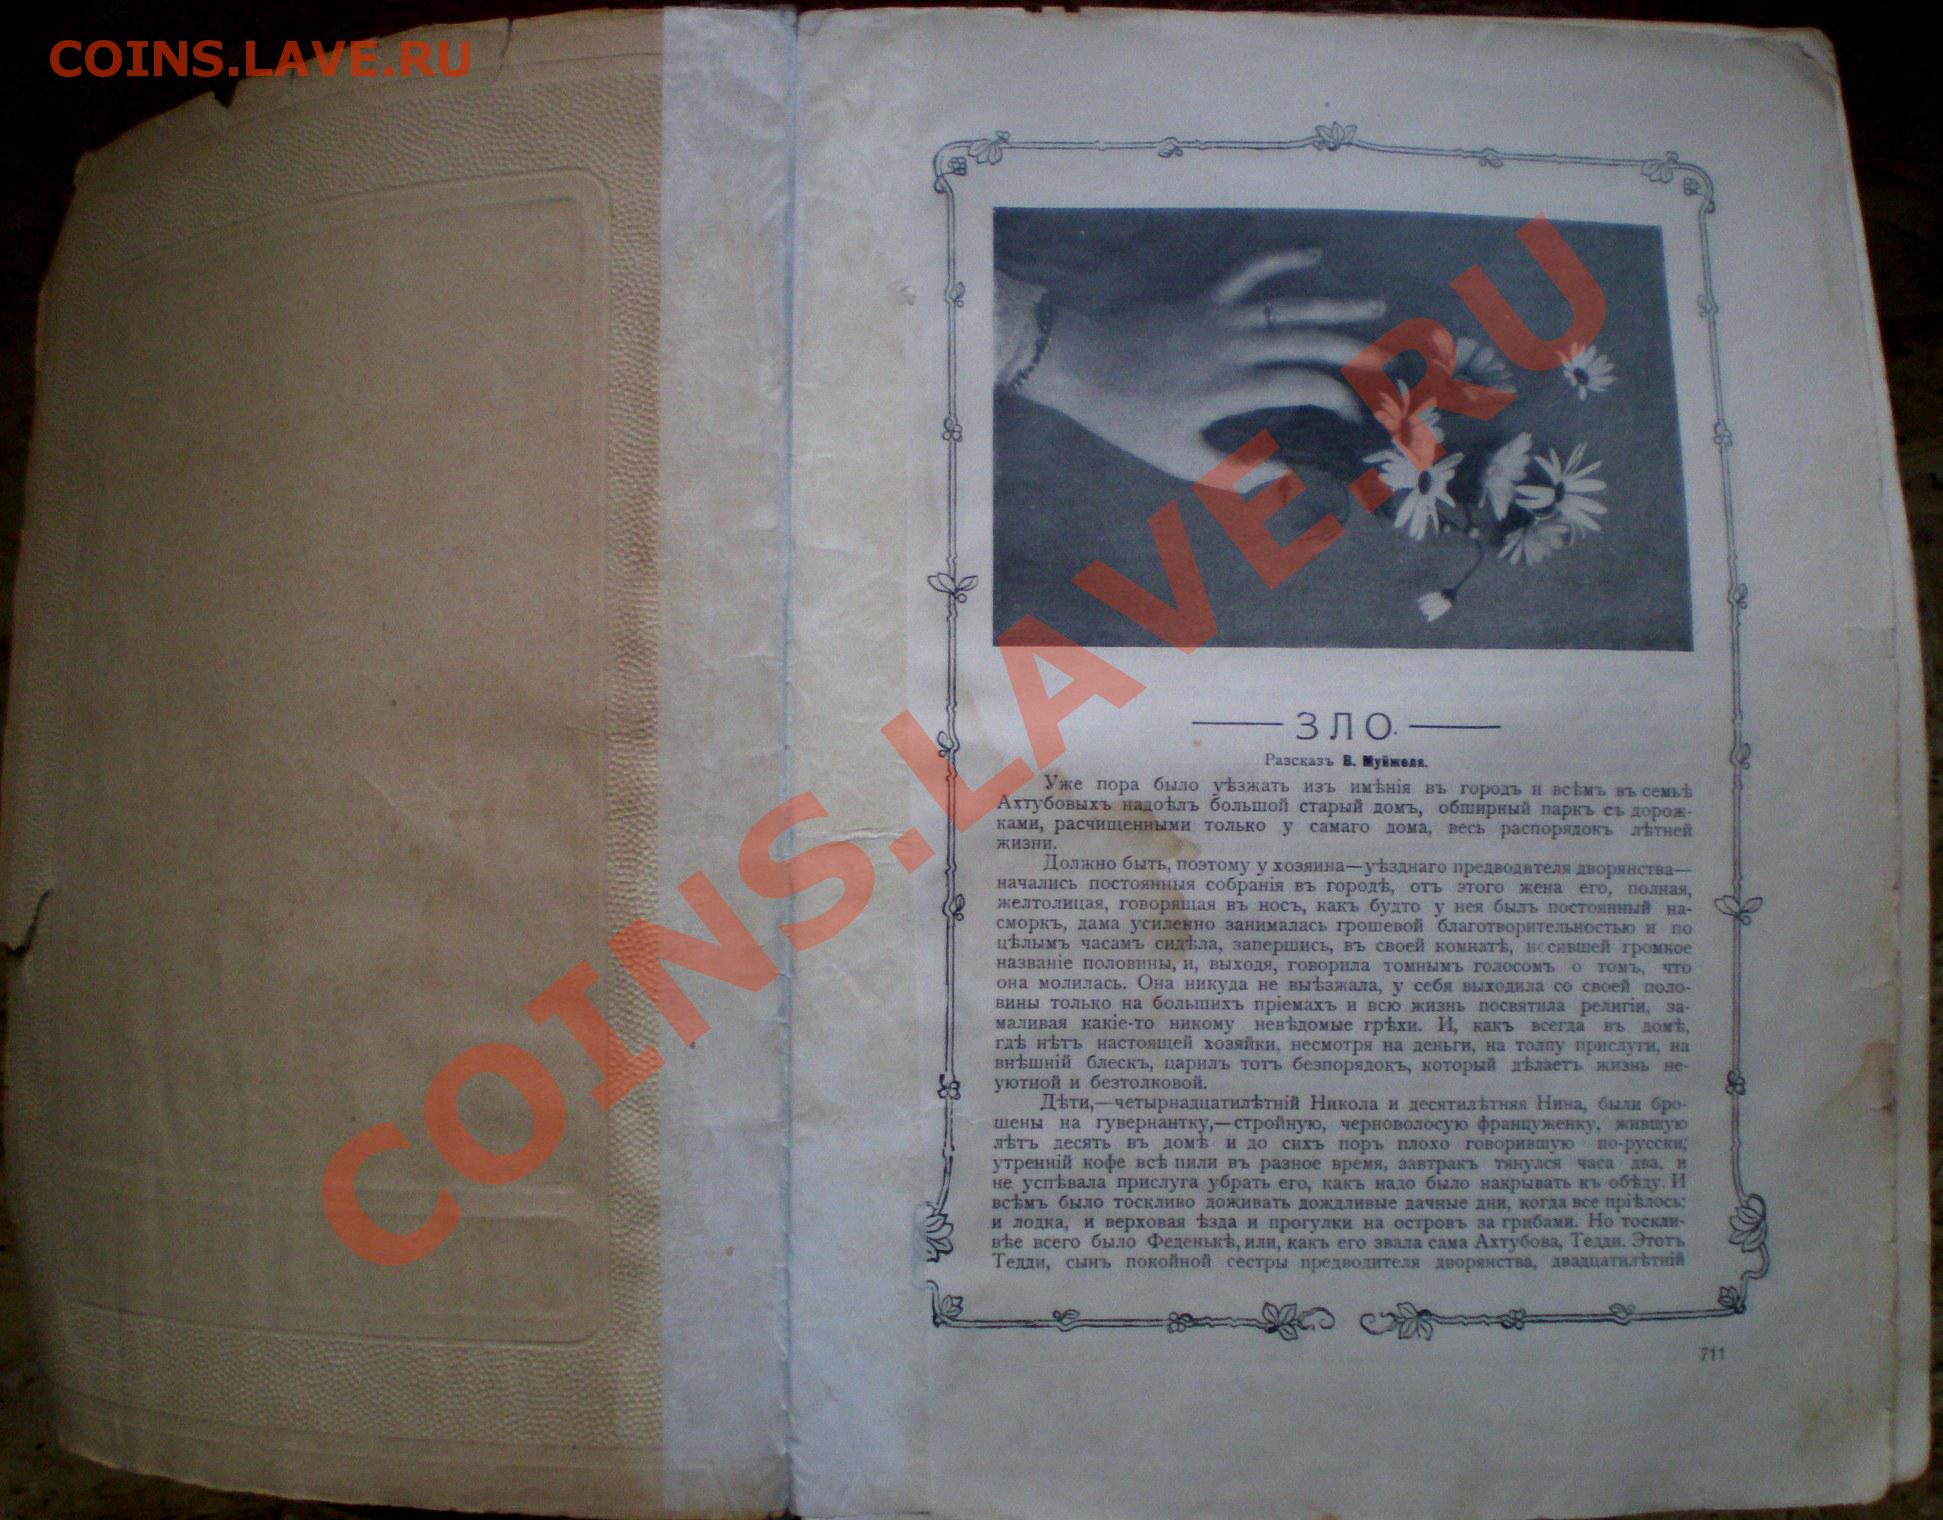 COINS.LAVE.RU
COINS.LAVE.RU
ЗЛО.
Разсказъ В. Муйжеля.
Уже пора было уѣзжать изъ имѣнія въ городъ и всѣмъ въ семьѣ
Ахтубовыхъ надоѣлъ большой старый домъ, обширный паркъ съ дорож-
ками, расчищенными только у самаго дома, весь распорядокъ лѣтней
жизни.
Должно быть, поэтому у хозяина—уѣзднаго предводителя дворянства—
начались постоянныя собранія въ городѣ, отъ этого жена его, полная,
желтолицая, говорящая въ носъ, какъ будто у нея былъ постоянный на-
сморкъ, дама усиленно занималась грошевой благотворительностью и по
цѣлымъ часамъ сидѣла, запершись, въ своей комнатѣ, носившей громкое
названіе половины, и, выходя, говорила томнымъ голосомъ о томъ, что
она молилась. Она никуда не выѣзжала, у себя выходила со своей поло-
вины только на большихъ пріемахъ и всю жизнь посвятила религіи, за-
маливая какіе-то никому невѣдомые грѣхи. И, какъ всегда въ домѣ,
гдѣ нѣтъ настоящей хозяйки, несмотря на деньги, на толпу прислуги, на
внѣшній блескъ, царилъ тотъ безпорядокъ, который дѣлаетъ жизнь не-
уютной и безтолковой.
Дѣти,—четырнадцатилѣтній Никола и десятилѣтняя Нина, были бро-
шены на гувернантку,—стройную, черноволосую француженку, жившую
лѣтъ десять въ домѣ и до сихъ поръ плохо говорившую по-русски;
утренній кофе всѣ пили въ разное время, завтракъ тянулся часа два, и
не успѣвала прислуга убрать его, какъ надо было накрывать къ обѣду. И
всѣмъ было тоскливо доживать дождливые дачные дни, когда все пріѣлось:
и лодка, и верховая ѣзда и прогулки на островъ за грибами. Но тоскли-
вѣе всего было Феденькѣ, или, какъ его звала сама Ахтубова, Тедди. Этотъ
Тедди, сынъ покойной сестры предводителя дворянства, двадцатилѣтній
711